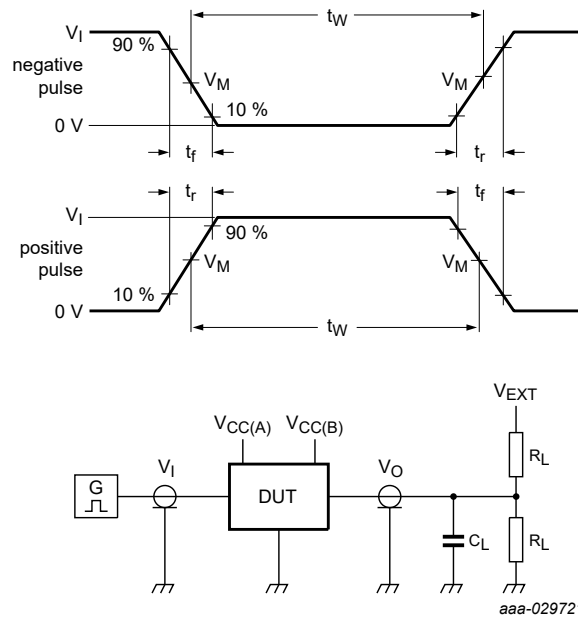 V_I
90 %
t_W
negative pulse
V_M
V_M
10 %
0 V
t_f
t_r
t_r
t_f
V_I
90 %
positive pulse
V_M
V_M
10 %
0 V
t_W
V_EXT
V_CC(A)
V_CC(B)
R_L
V_I
V_O
G
DUT
C_L
R_L
aaa-02972